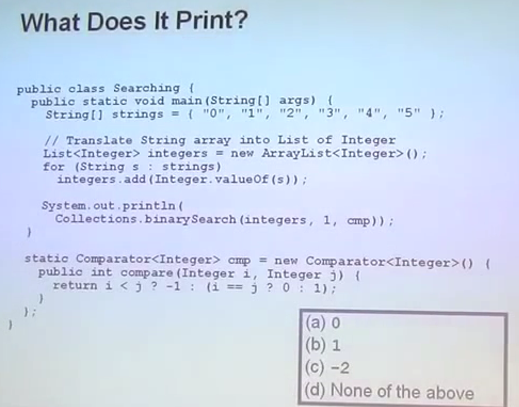 What Does It Print?
public class Searching {
public static void main(String[] args) {
String[] strings = { "0", "1", "2", "3", "4", "5" };
// Translate String array into List of Integer
List<Integer> integers = new ArrayList<Integer>();
for (String s : strings)
integers.add(Integer.valueOf(s));
System.out.println(
Collections.binarySearch(integers, 1, cmp));
}
static Comparator<Integer> cmp = new Comparator<Integer>() {
public int compare(Integer i, Integer j) {
return i < j ? -1 : (i == j ? 0 : 1);
}
};
}
(a) 0
(b) 1
(c) -2
(d) None of the above